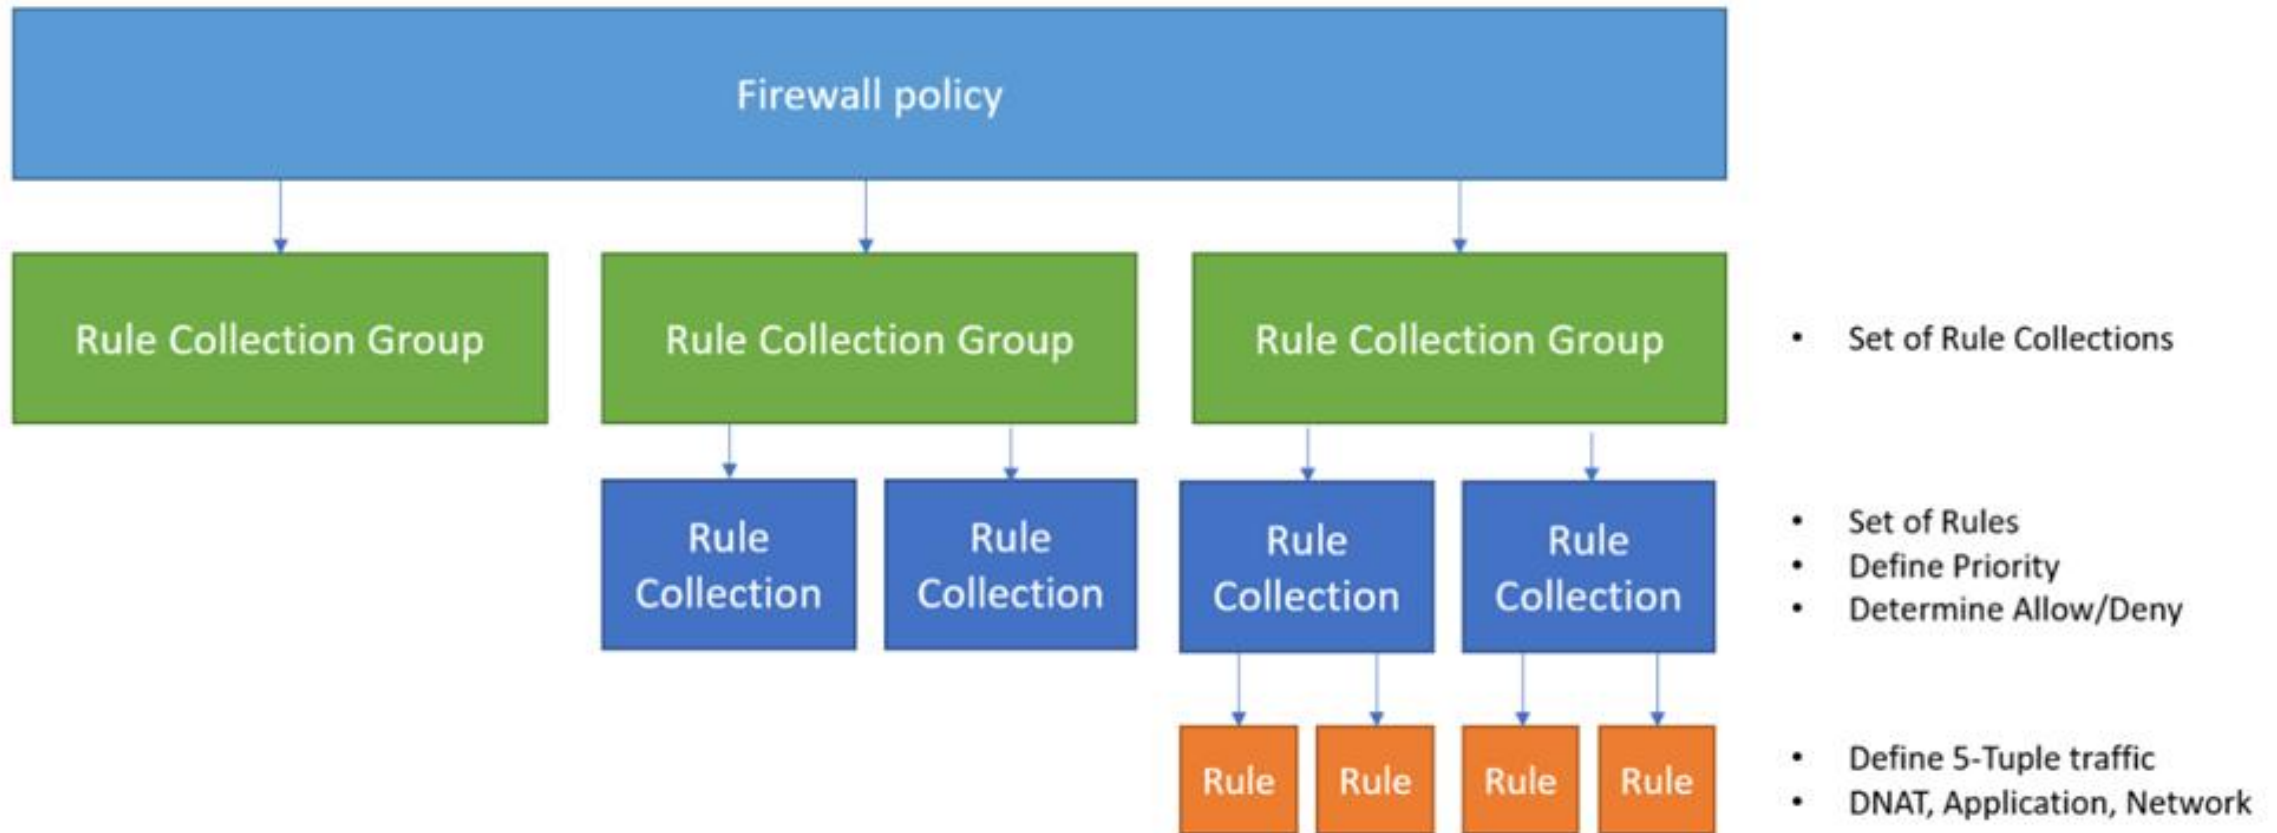 Firewall policy
Rule Collection Group
Rule Collection Group
Rule Collection Group
• Set of Rule Collections
Rule
Collection
Rule
Collection
Rule
Collection
Rule
Collection
• Set of Rules
• Define Priority
• Determine Allow/Deny
Rule
Rule
Rule
Rule
• Define 5-Tuple traffic
• DNAT, Application, Network